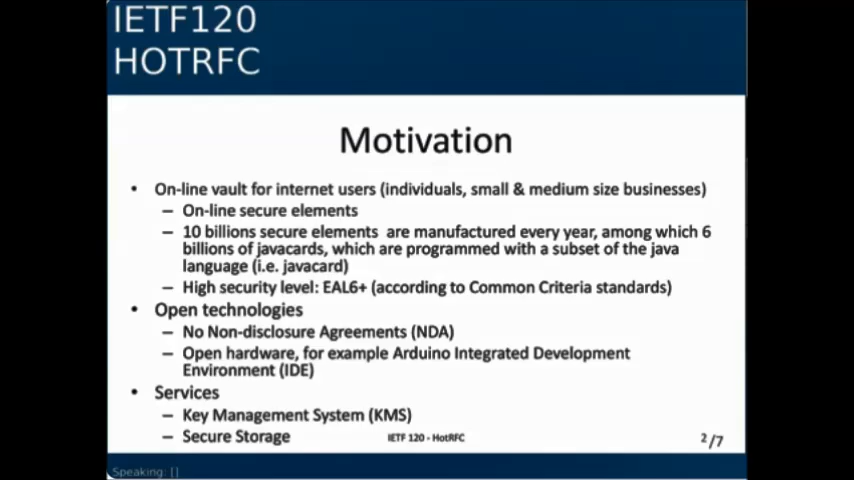 IETF120
HOTRFC
Motivation
• On-line vault for internet users (individuals, small & medium size businesses)
– On-line secure elements
– 10 billions secure elements are manufactured every year, among which 6
billions of javacards, which are programmed with a subset of the java
language (i.e. javacard)
– High security level: EAL6+ (according to Common Criteria standards)
• Open technologies
– No Non-disclosure Agreements (NDA)
– Open hardware, for example Arduino Integrated Development
Environment (IDE)
• Services
– Key Management System (KMS)
– Secure Storage
IETF 120 - HotRFC
2/7
Speaking: []